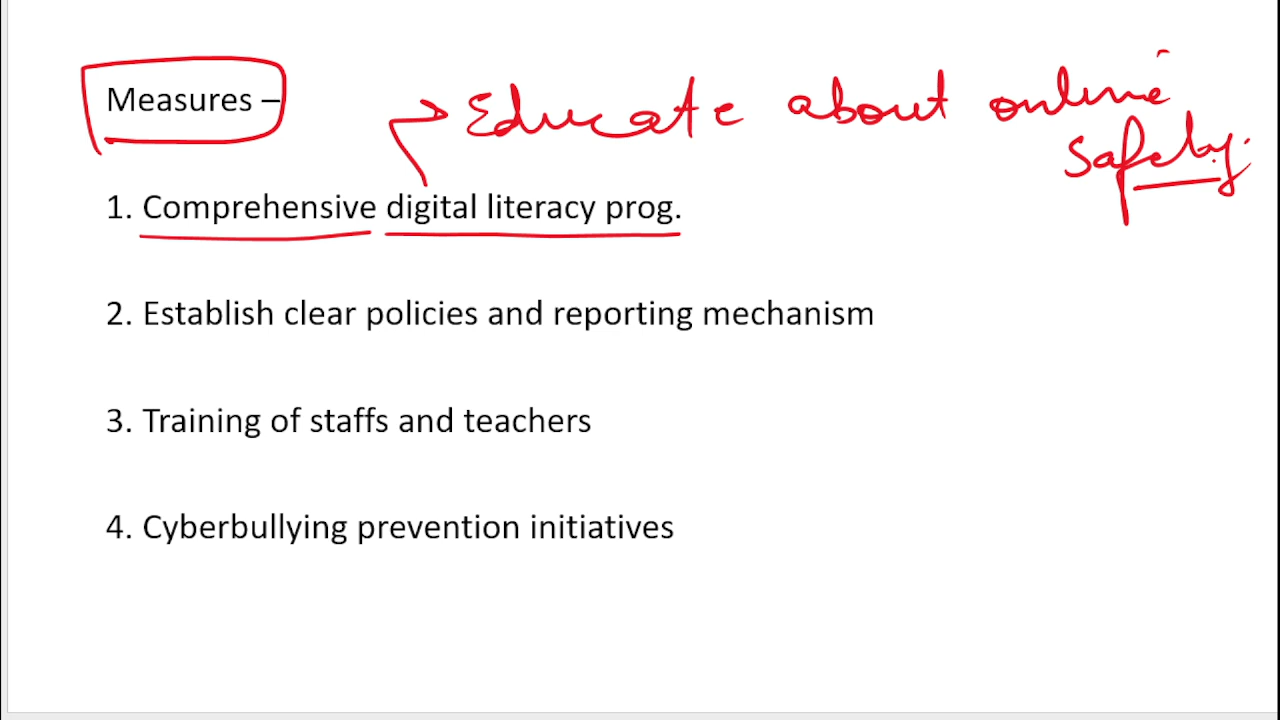 Measures –
Educate about online
safety.
1. Comprehensive digital literacy prog.
2. Establish clear policies and reporting mechanism
3. Training of staffs and teachers
4. Cyberbullying prevention initiatives